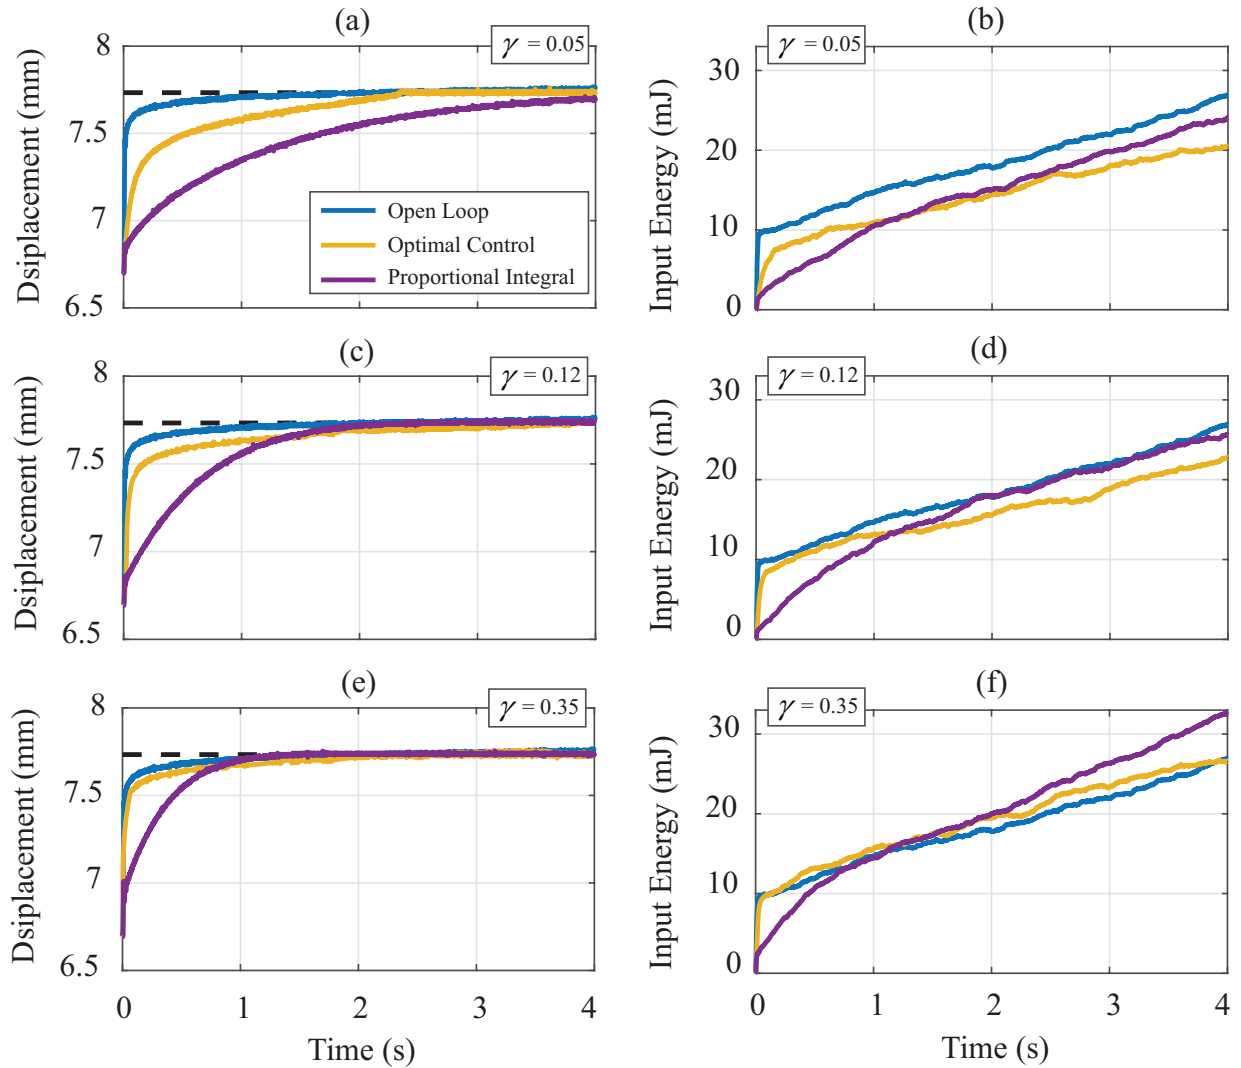 (a)
(b)
8
γ = 0.05
7.5
7
6.5
Dsiplacement (mm)
Open Loop
Optimal Control
Proportional Integral
γ = 0.05
30
20
10
0
Input Energy (mJ)
(c)
(d)
8
γ = 0.12
7.5
7
6.5
Dsiplacement (mm)
γ = 0.12
30
20
10
0
Input Energy (mJ)
(e)
(f)
8
γ = 0.35
7.5
7
6.5
Dsiplacement (mm)
0 1 2 3 4
Time (s)
γ = 0.35
30
20
10
0
Input Energy (mJ)
0 1 2 3 4
Time (s)